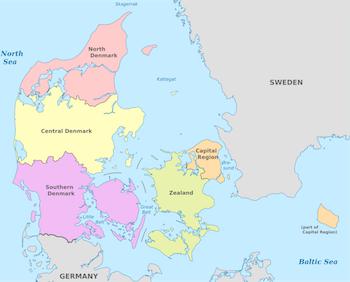 Skagerrak
North
Sea
North
Denmark
Kattegat
SWEDEN
Central Denmark
Capital
Region
Southern
Denmark
Zealand
Little
Belt
Great
Belt
(part of
Capital Region)
Baltic Sea
GERMANY